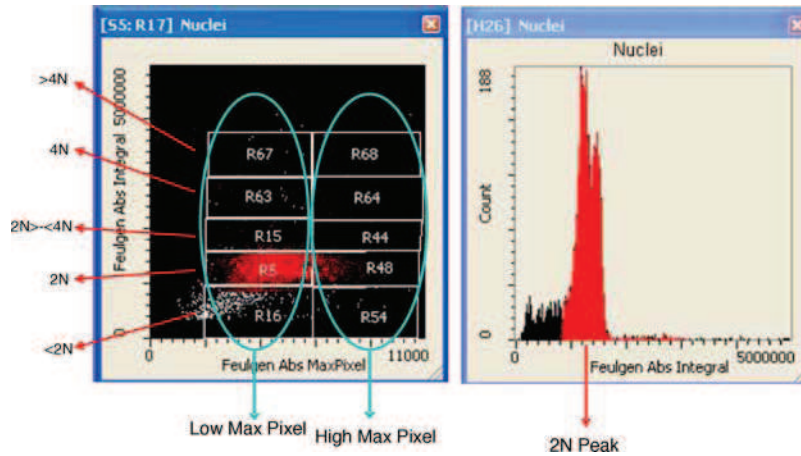 [S5: R17] Nuclei
>4N
4N
2N>-<4N
2N
<2N
Feulgen Abs Integral 5000000
0
R67 R68
R63 R64
R15 R44
R5 R48
R16 R54
0 11000
Feulgen Abs MaxPixel
Low Max Pixel High Max Pixel
[H26] Nuclei
Nuclei
188
Count
0
0 5000000
Feulgen Abs Integral
2N Peak